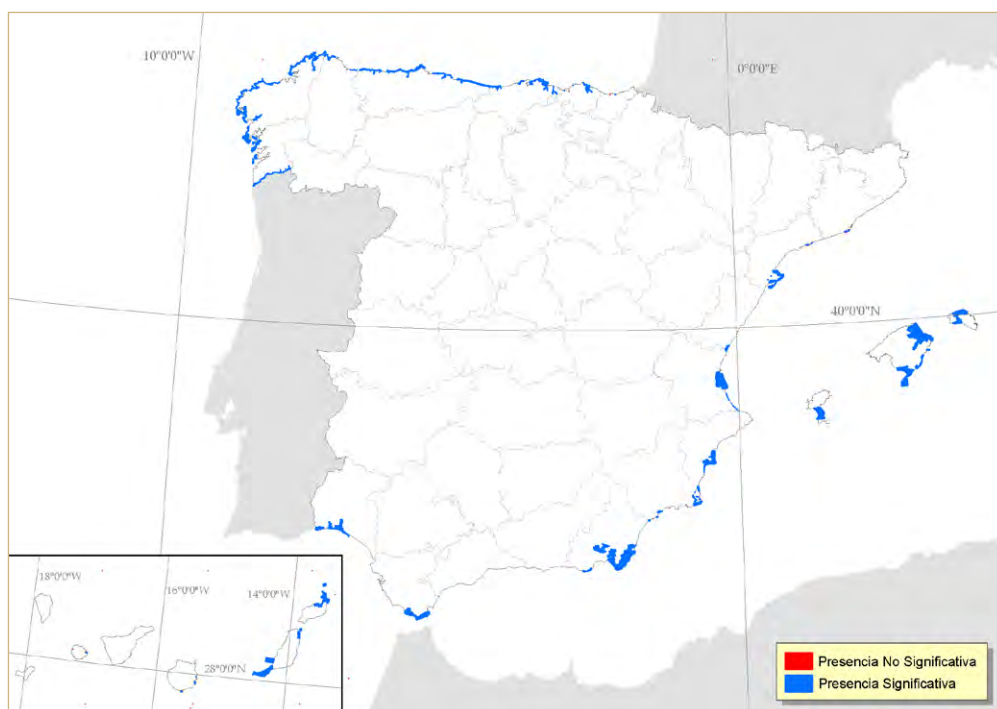 10°0'0"W
0°0'0"E
40°0'0"N
18°0'0"W
16°0'0"W
14°0'0"W
28°0'0"N
Presencia No Significativa
Presencia Significativa